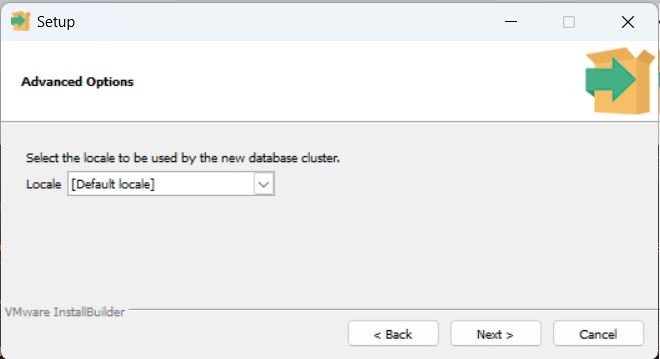 Setup
Advanced Options
Select the locale to be used by the new database cluster.
Locale [Default locale]
VMware InstallBuilder
< Back Next > Cancel